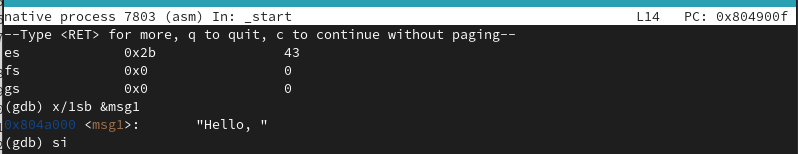 native process 7803 (asm) In: _start L14 PC: 0x804900f
--Type <RET> for more, q to quit, c to continue without paging--
es 0x2b 43
fs 0x0 0
gs 0x0 0
(gdb) x/1sb &msg1
0x804a000 <msg1>: "Hello, "
(gdb) si